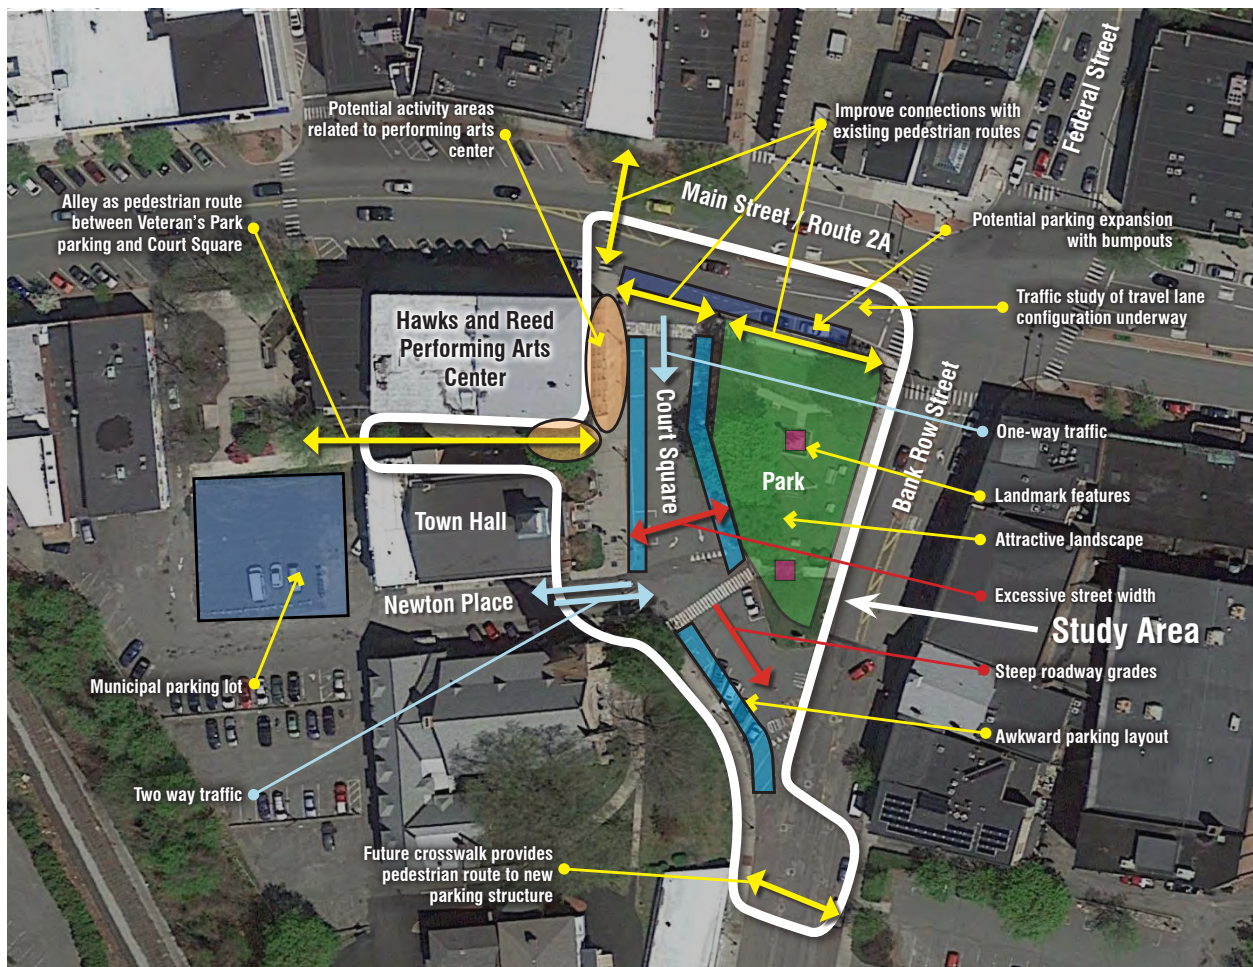 Federal Street
Potential activity areas
related to performing arts
center
Improve connections with
existing pedestrian routes
Main Street / Route 2A
Alley as pedestrian route
between Veteran's Park
parking and Court Square
Potential parking expansion
with bumpouts
Traffic study of travel lane
configuration underway
Hawks and Reed
Performing Arts
Center
Court Square
Bank Row Street
One-way traffic
Park
Landmark features
Town Hall
Attractive landscape
Newton Place
Excessive street width
Study Area
Steep roadway grades
Municipal parking lot
Awkward parking layout
Two way traffic
Future crosswalk provides
pedestrian route to new
parking structure